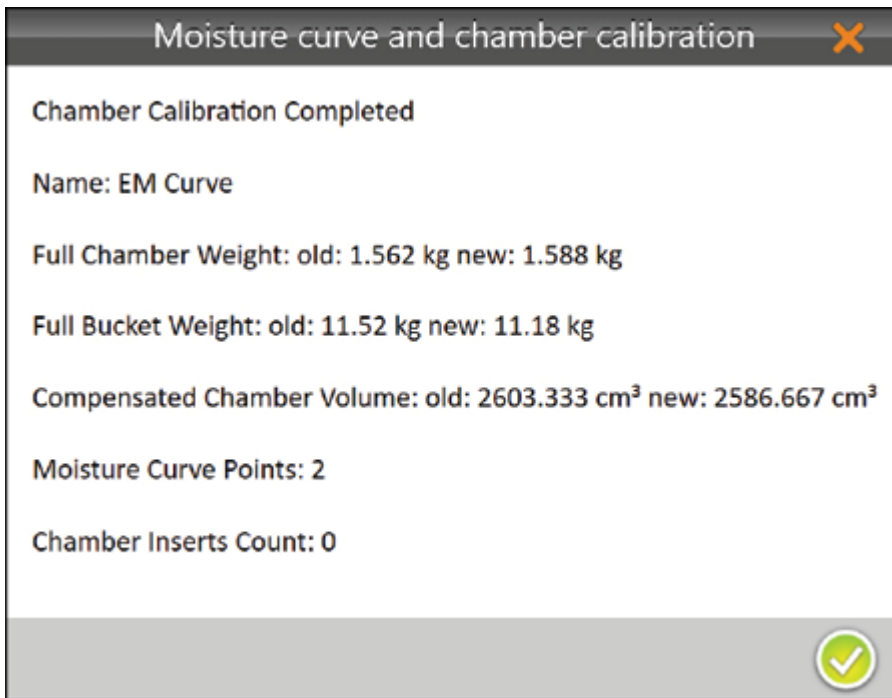 Moisture curve and chamber calibration
Chamber Calibration Completed
Name: EM Curve
Full Chamber Weight: old: 1.562 kg new: 1.588 kg
Full Bucket Weight: old: 11.52 kg new: 11.18 kg
Compensated Chamber Volume: old: 2603.333 cm³ new: 2586.667 cm³
Moisture Curve Points: 2
Chamber Inserts Count: 0